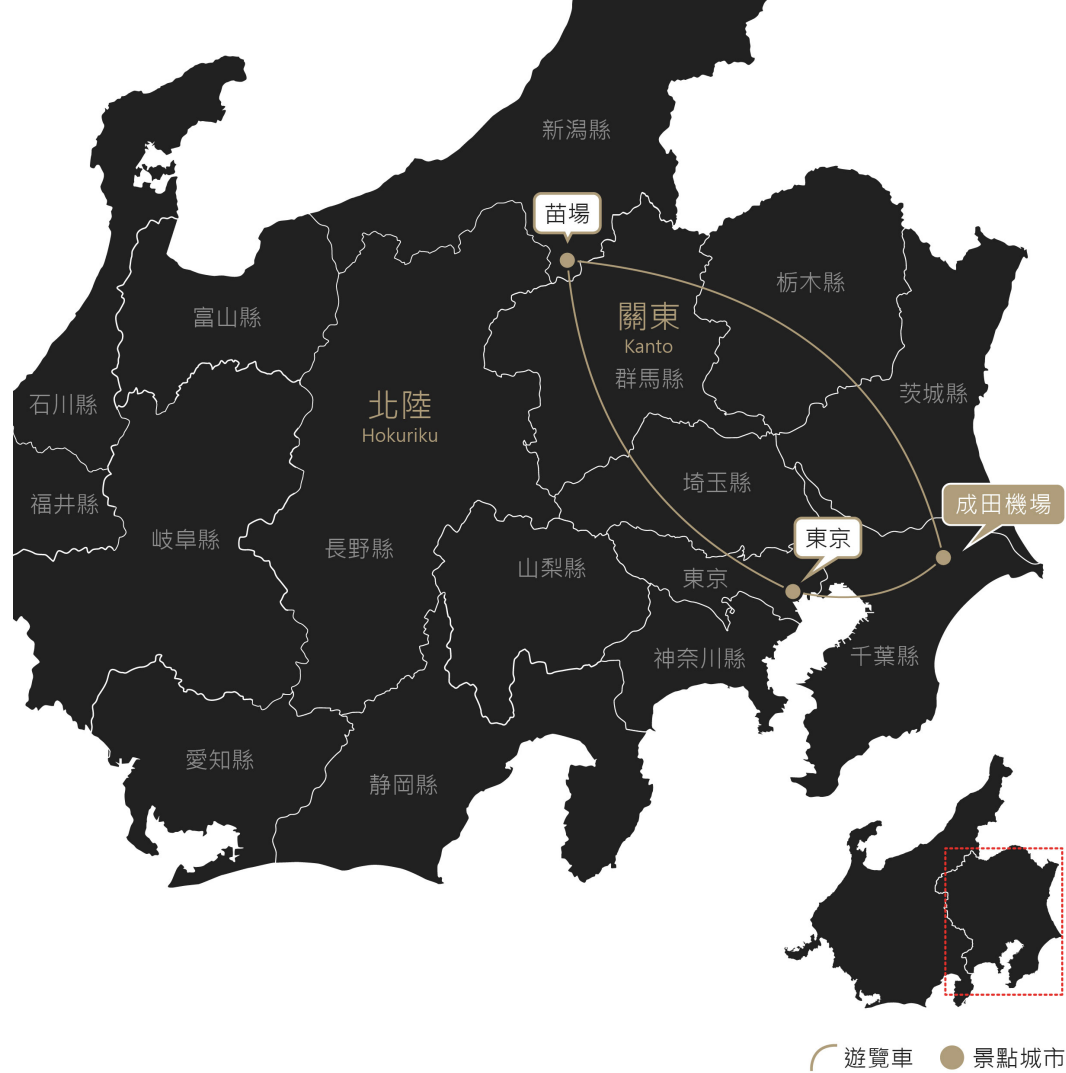 新潟縣
苗場
栃木縣
富山縣
關東
Kanto
群馬縣
石川縣
北陸
Hokuriku
茨城縣
福井縣
埼玉縣
成田機場
岐阜縣
長野縣
山梨縣
東京
東京
神奈川縣
千葉縣
愛知縣
靜岡縣
遊覽車
景點城市